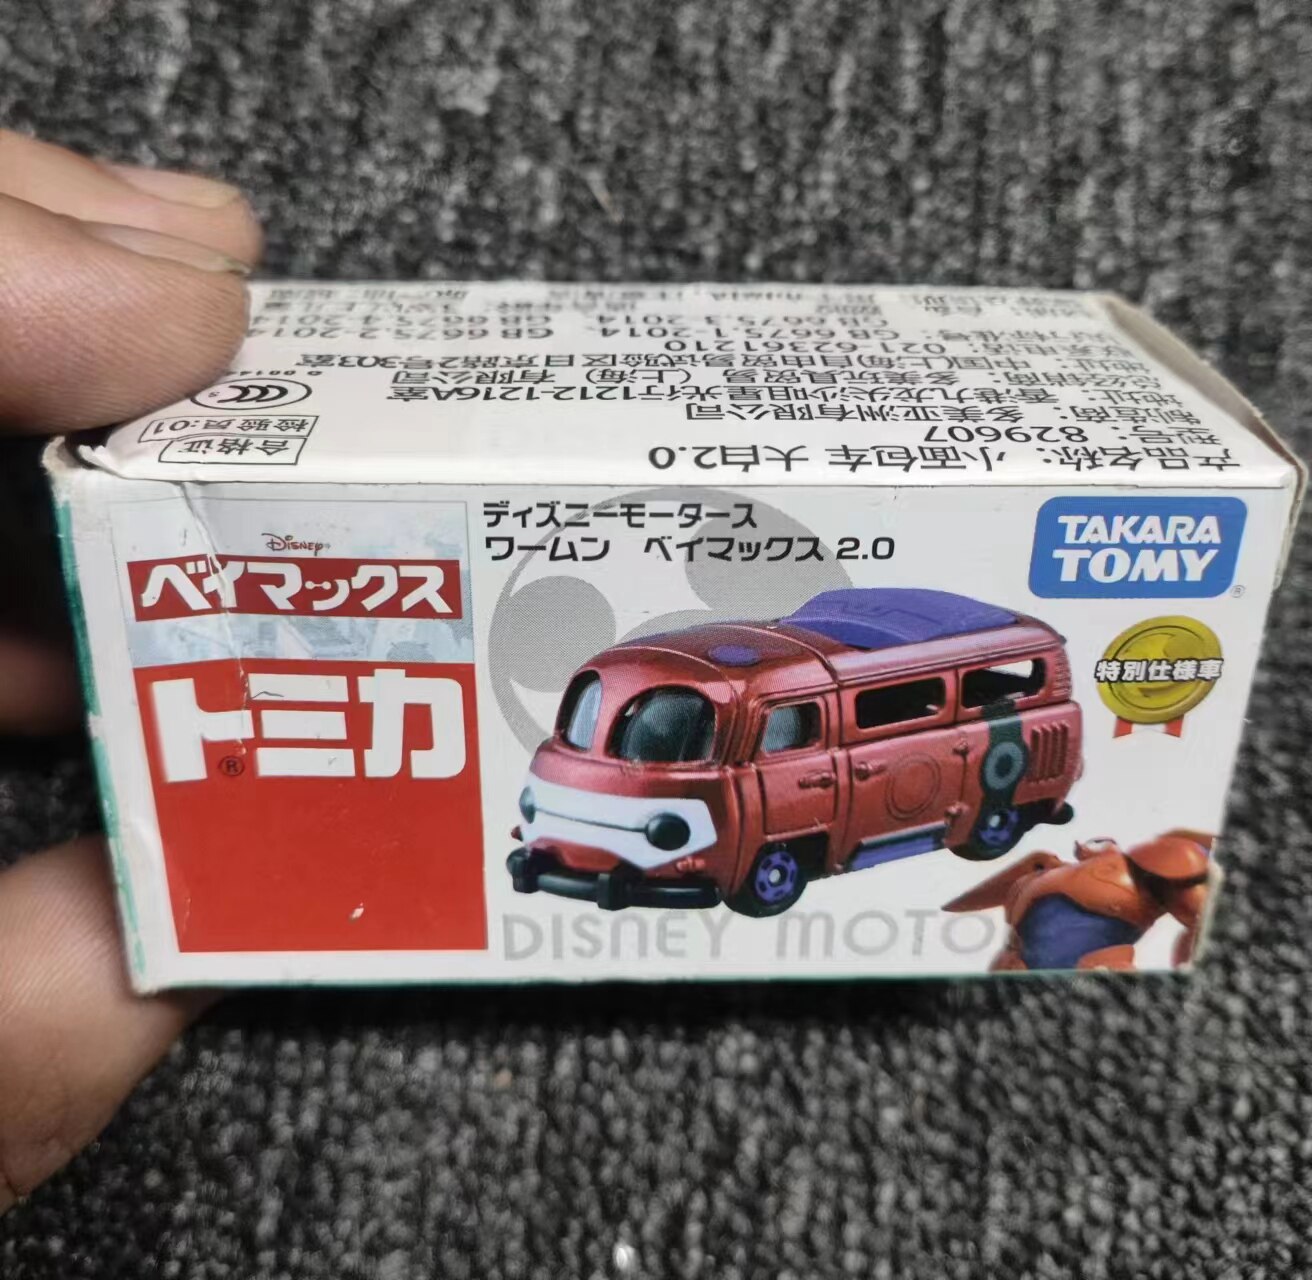 产品名称：小面包车 大白2.0
型号：829607
制造商：多美亚洲有限公司
地址：香港九龙尖沙咀星光行1212-1216A室
总经销商：多美玩具贸易（上海）有限公司
地址：中国(上海)自由贸易试验区日京路2号303室
021-62361210
GB 6675.1-2014、GB 6675.2-2014
GB 6675.3-2014、GB 6675.4-2014
合格证
检验员:01
Disney
ベイマックス
トミカ
®
ディズニーモータース
ワームン ベイマックス 2.0
TAKARA
TOMY
®
特別仕様車
DISNEY MOTO